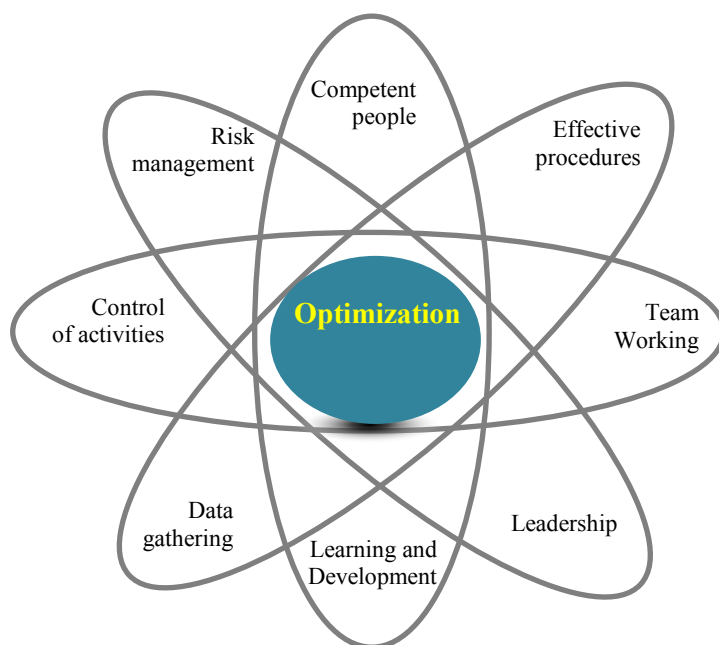 Competent
people
Risk
management
Effective
procedures
Optimization
Control
of activities
Team
Working
Data
gathering
Learning and
Development
Leadership